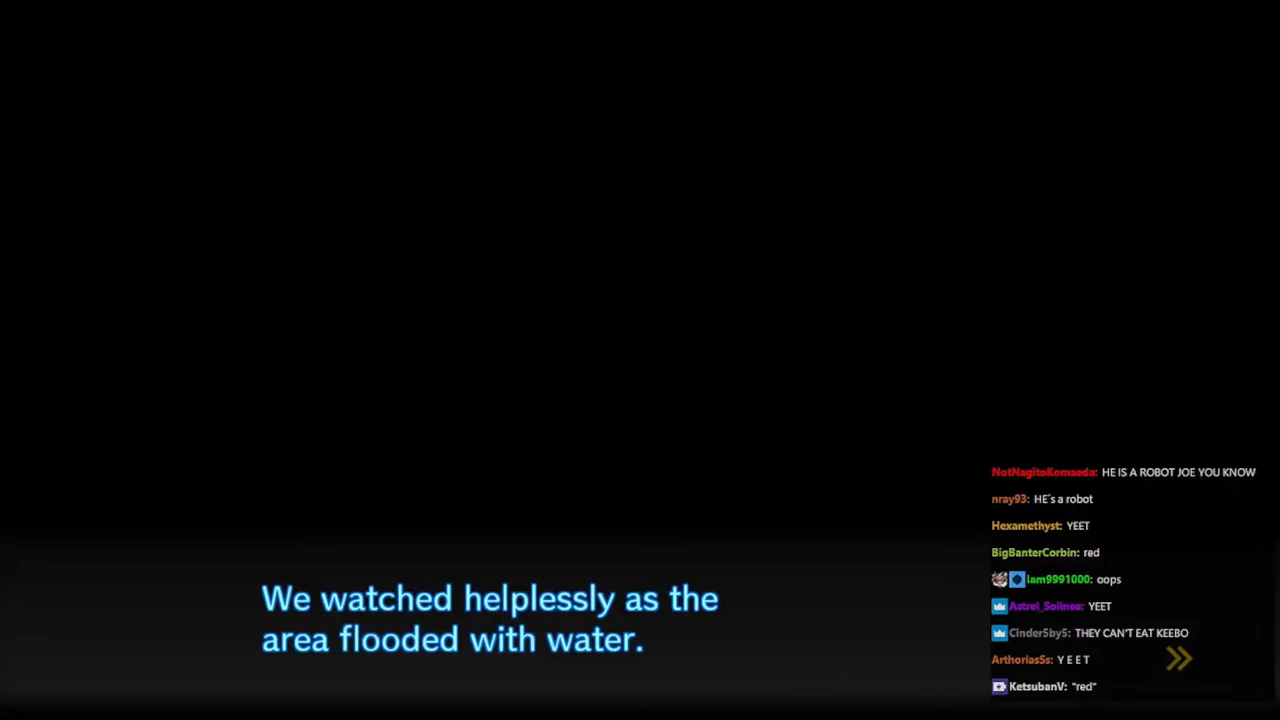 NotNagitoKomaeda: HE IS A ROBOT JOE YOU KNOW
nray93: HE's a robot
Hexamethyst: YEET
BigBanterCorbin: red
Iam9991000: oops
Astrel_Solinea: YEET
Cinder5by5: THEY CAN'T EAT KEEBO
ArthoriasSs: Y E E T
KetsubanV: "red"
We watched helplessly as the
area flooded with water.